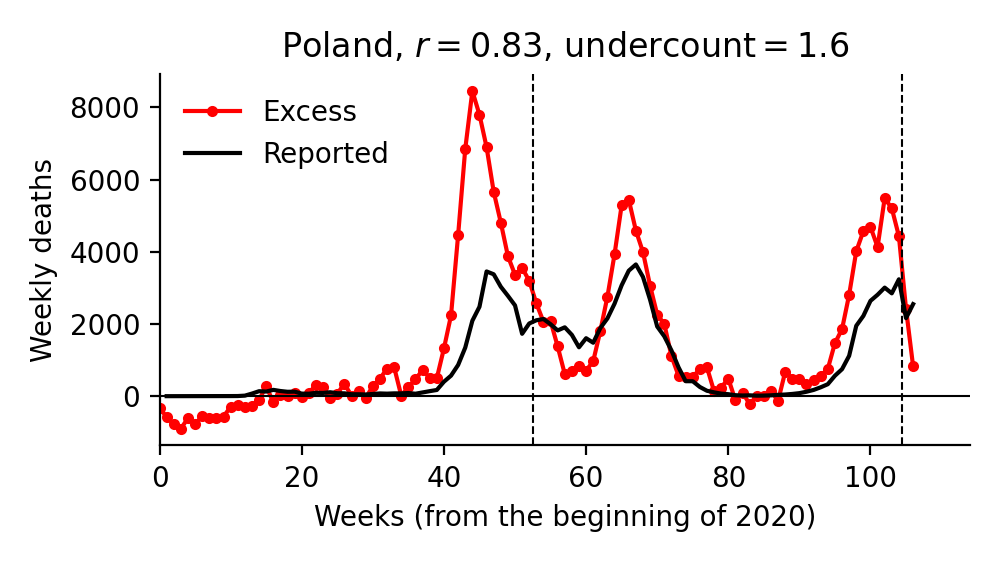 Poland, r = 0.83, undercount = 1.6
Excess
Reported
Weekly deaths
8000
6000
4000
2000
0
0 20 40 60 80 100
Weeks (from the beginning of 2020)